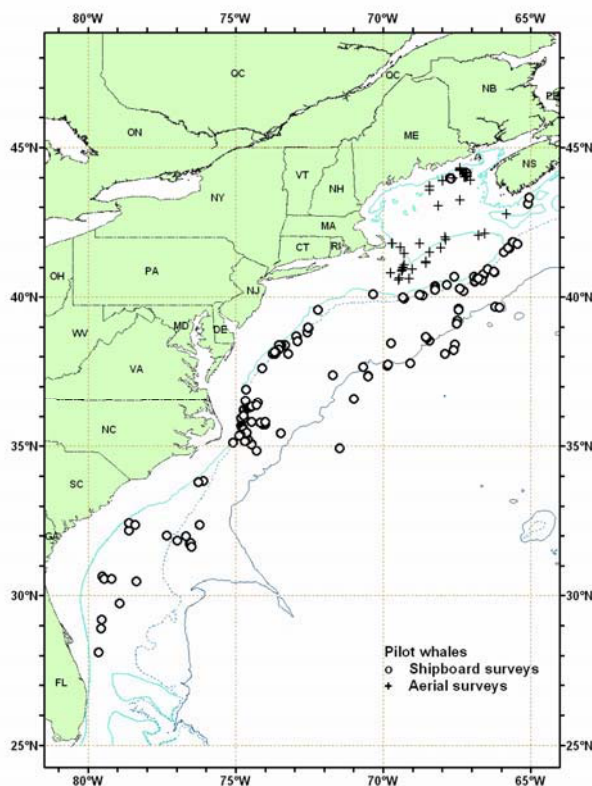 80°W 75°W 70°W 65°W
QC QC NB
PE
ON
ME
45°N 45°N
NS
VT
NH
NY
MA
CT RI
PA
OH NJ
40°N 40°N
MD DE
WV
VA
NC
35°N 35°N
SC
GA
30°N 30°N
Pilot whales
Shipboard surveys
FL Aerial surveys
25°N 25°N
80°W 75°W 70°W 65°W